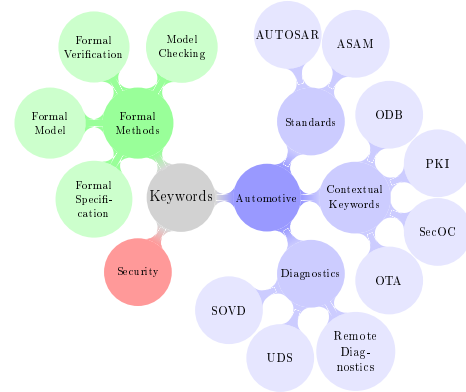 AUTOSAR
ASAM
Formal
Verification
Model
Checking
Formal
Model
Formal
Methods
Standards
ODB
PKI
Formal
Specifi-
cation
Keywords
Automotive
Contextual
Keywords
SecOC
Security
Diagnostics
OTA
SOVD
UDS
Remote
Diag-
nostics